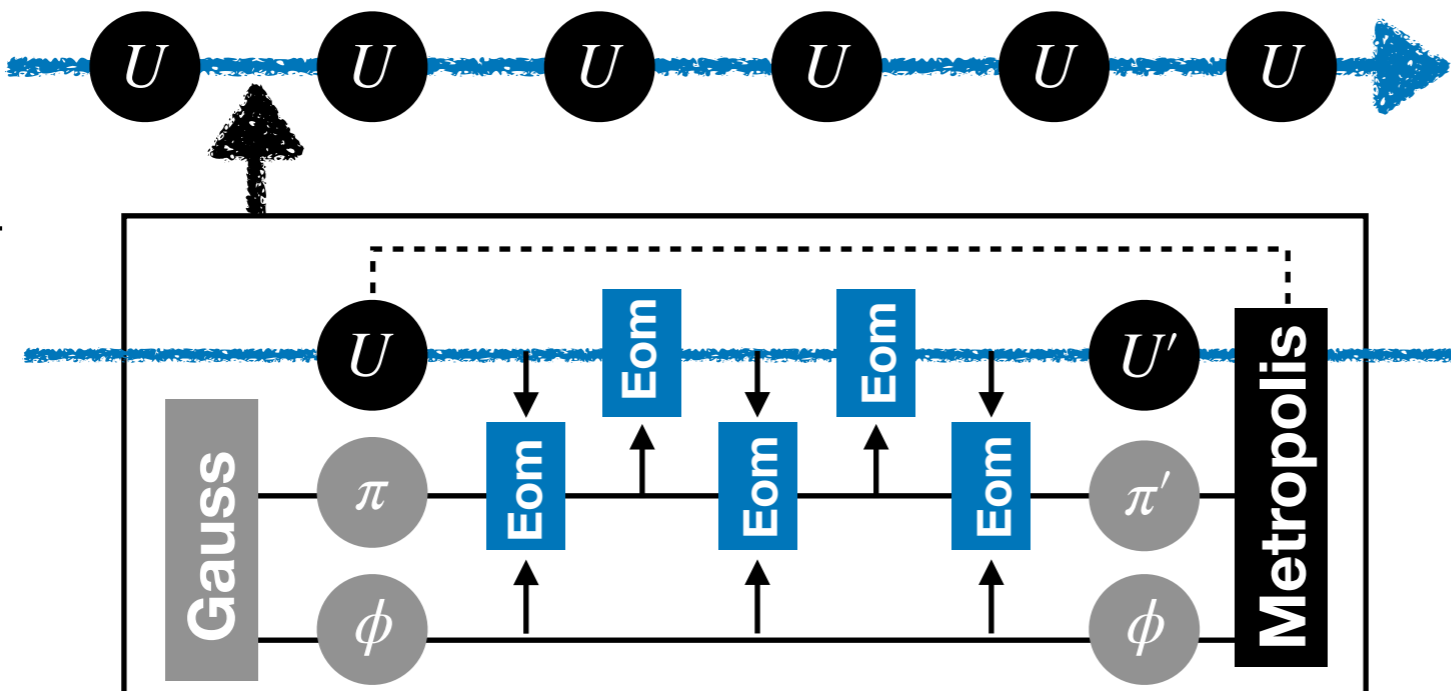 U U U U U U
U Eom Eom U′
Gauss π Eom Eom Eom π′ Metropolis
ϕ ϕ